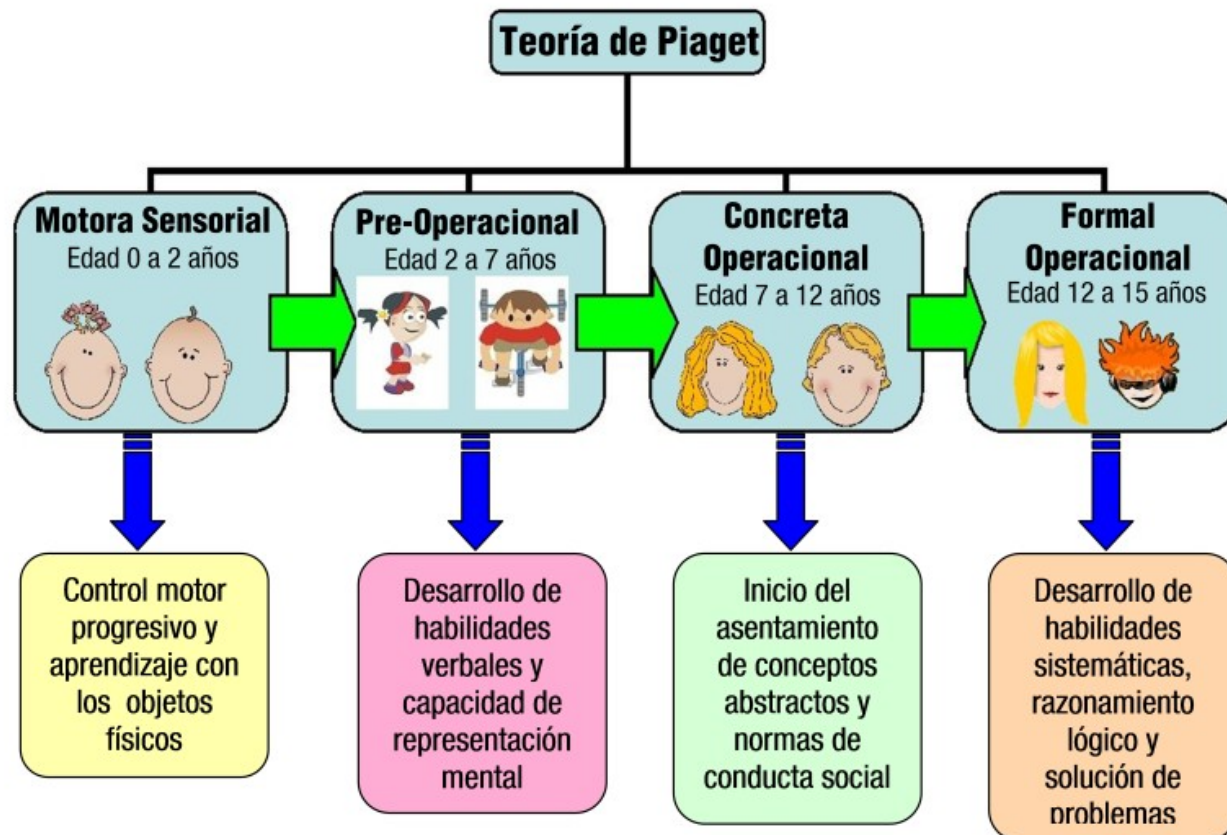 Teoría de Piaget
Motora Sensorial
Edad 0 a 2 años
Pre-Operacional
Edad 2 a 7 años
Concreta
Operacional
Edad 7 a 12 años
Formal
Operacional
Edad 12 a 15 años
Control motor
progresivo y
aprendizaje con
los objetos
físicos
Desarrollo de
habilidades
verbales y
capacidad de
representación
mental
Inicio del
asentamiento
de conceptos
abstractos y
normas de
conducta social
Desarrollo de
habilidades
sistemáticas,
razonamiento
lógico y
solución de
problemas